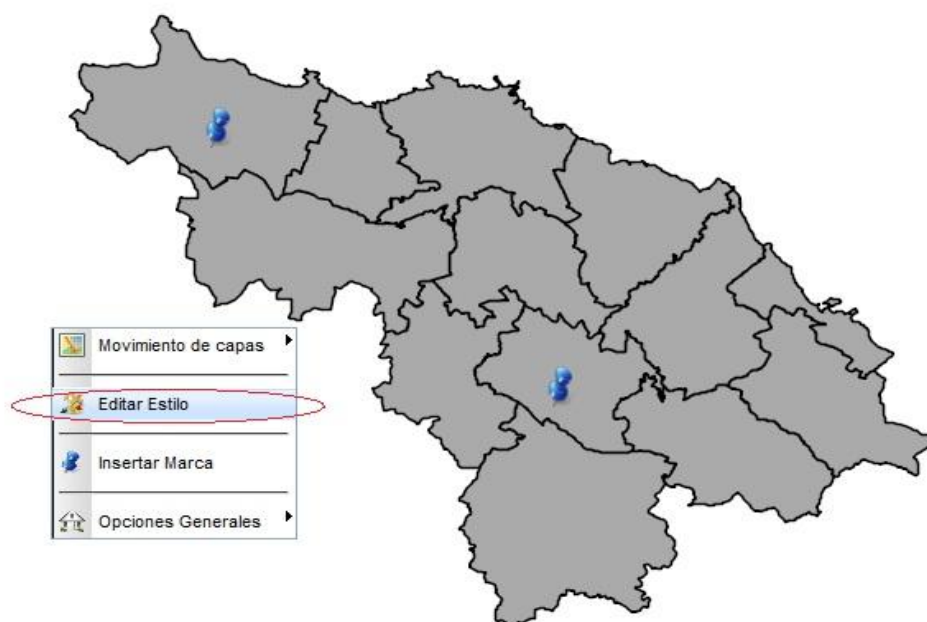 Movimiento de capas
Editar Estilo
Insertar Marca
Opciones Generales